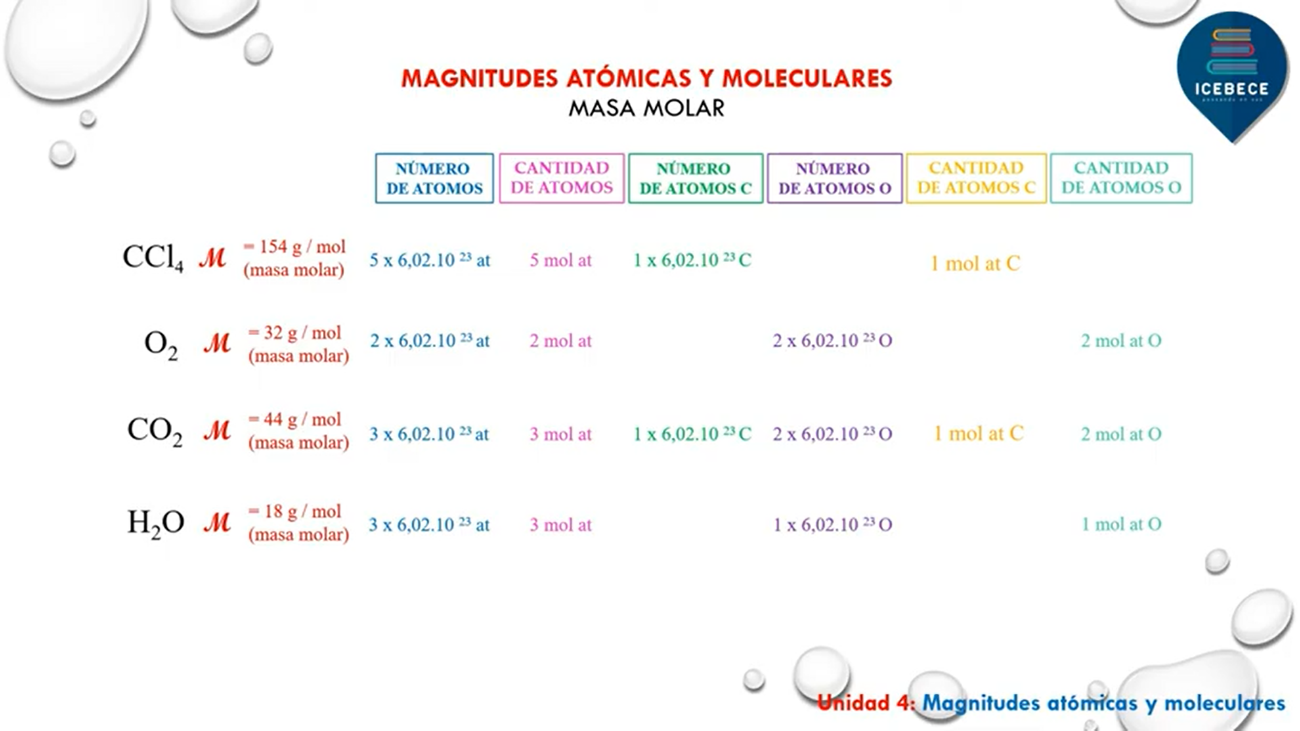 MAGNITUDES ATÓMICAS Y MOLECULARES
MASA MOLAR
ICEBECE
NÚMERO DE ATOMOS
CANTIDAD DE ATOMOS
NÚMERO DE ATOMOS C
NÚMERO DE ATOMOS O
CANTIDAD DE ATOMOS C
CANTIDAD DE ATOMOS O
CCl₄ M = 154 g / mol (masa molar) 5 x 6,02.10 ²³ at 5 mol at 1 x 6,02.10 ²³ C 1 mol at C
O₂ M = 32 g / mol (masa molar) 2 x 6,02.10 ²³ at 2 mol at 2 x 6,02.10 ²³ O 2 mol at O
CO₂ M = 44 g / mol (masa molar) 3 x 6,02.10 ²³ at 3 mol at 1 x 6,02.10 ²³ C 2 x 6,02.10 ²³ O 1 mol at C 2 mol at O
H₂O M = 18 g / mol (masa molar) 3 x 6,02.10 ²³ at 3 mol at 1 x 6,02.10 ²³ O 1 mol at O
Unidad 4: Magnitudes atómicas y moleculares